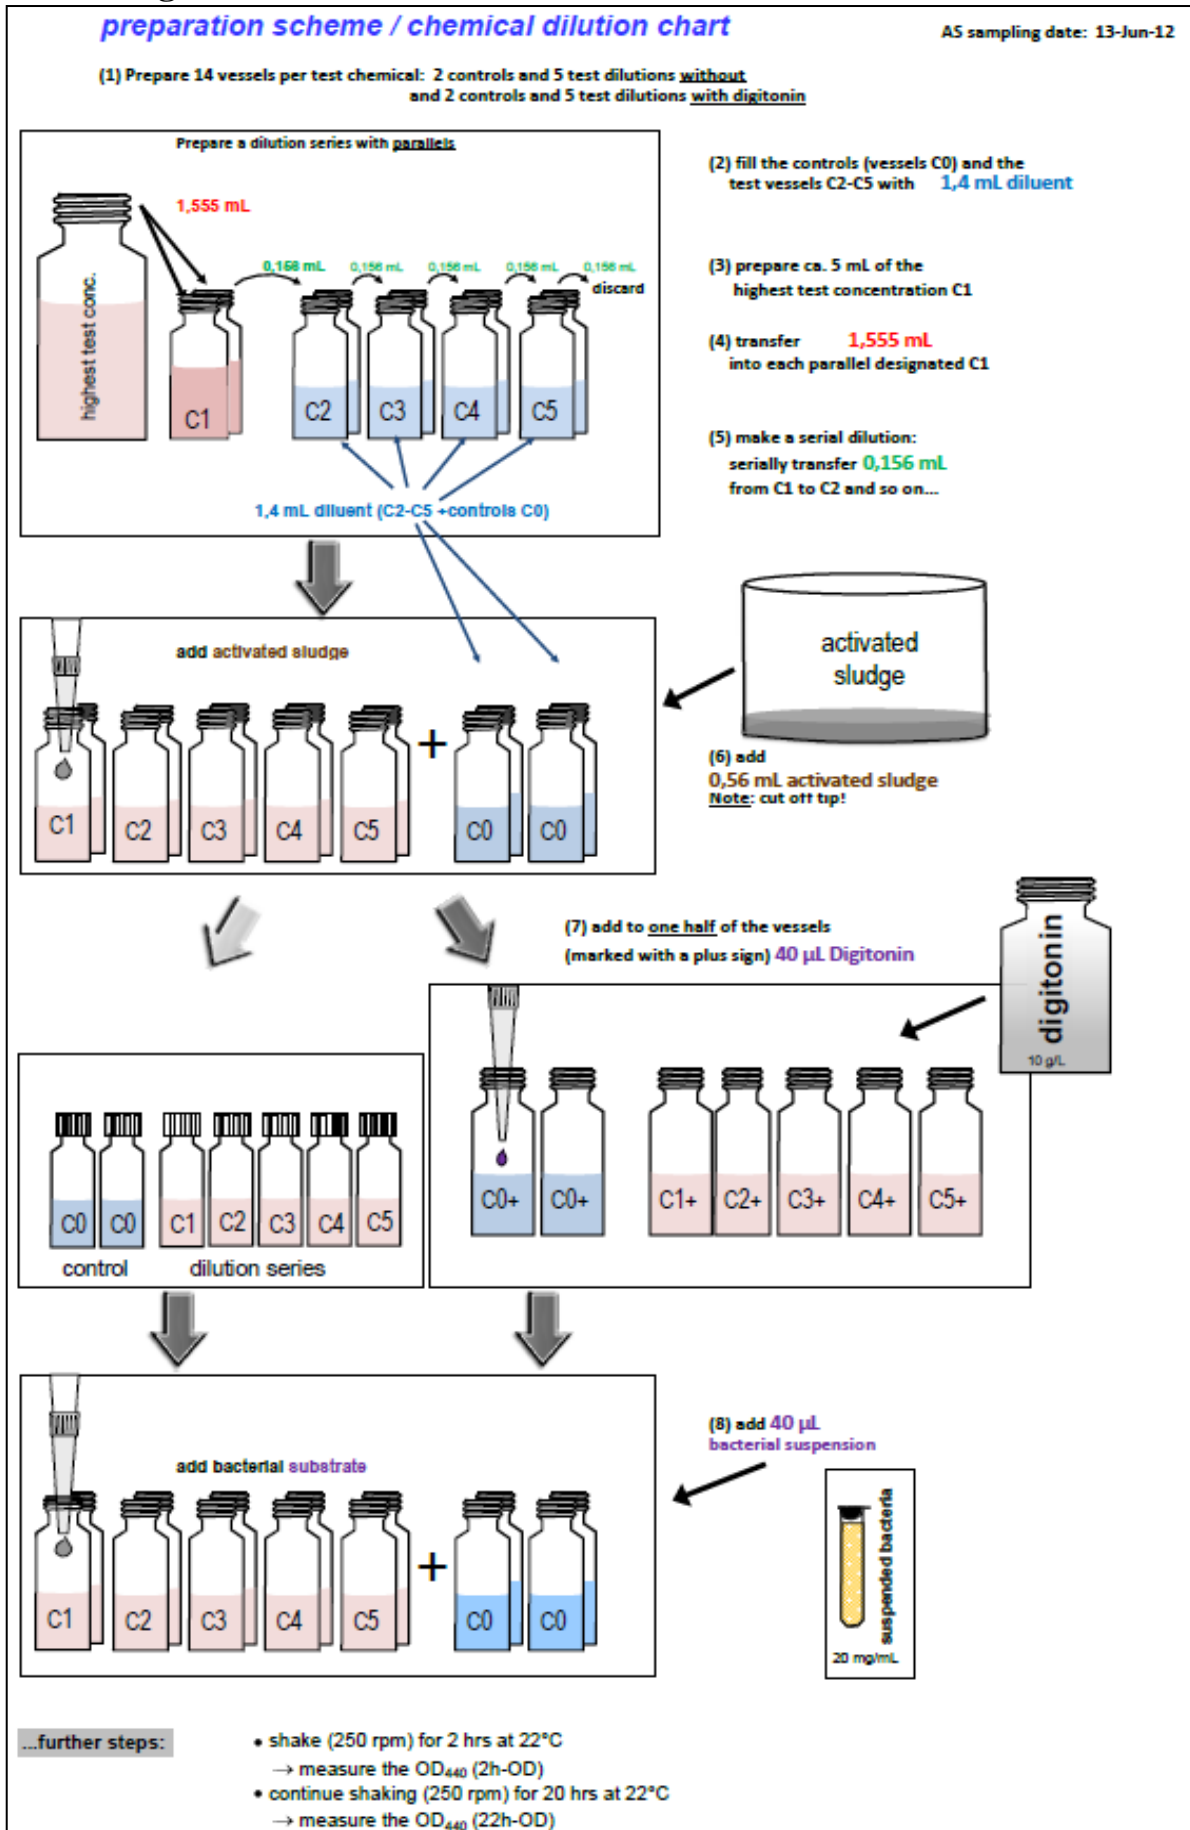 preparation scheme / chemical dilution chart
AS sampling date: 13-Jun-12
(1) Prepare 14 vessels per test chemical: 2 controls and 5 test dilutions without
and 2 controls and 5 test dilutions with digitonin
Prepare a dilution series with parallels
1,555 mL
0,156 mL
0,156 mL
0,156 mL
0,156 mL
0,156 mL
discard
highest test conc.
C1
C2
C3
C4
C5
1,4 mL diluent (C2-C5 +controls C0)
(2) fill the controls (vessels C0) and the
test vessels C2-C5 with 1,4 mL diluent
(3) prepare ca. 5 mL of the
highest test concentration C1
(4) transfer 1,555 mL
into each parallel designated C1
(5) make a serial dilution:
serially transfer 0,156 mL
from C1 to C2 and so on...
add activated sludge
C1
C2
C3
C4
C5
+
C0
C0
activated
sludge
(6) add
0,56 mL activated sludge
Note: cut off tip!
(7) add to one half of the vessels
(marked with a plus sign) 40 µL Digitonin
digitonin
10 g/L
C0
C0
C1
C2
C3
C4
C5
control
dilution series
C0+
C0+
C1+
C2+
C3+
C4+
C5+
add bacterial substrate
C1
C2
C3
C4
C5
+
C0
C0
(8) add 40 µL
bacterial suspension
suspended bacteria
20 mg/mL
...further steps:
• shake (250 rpm) for 2 hrs at 22°C
→ measure the OD₄₄₀ (2h-OD)
• continue shaking (250 rpm) for 20 hrs at 22°C
→ measure the OD₄₄₀ (22h-OD)